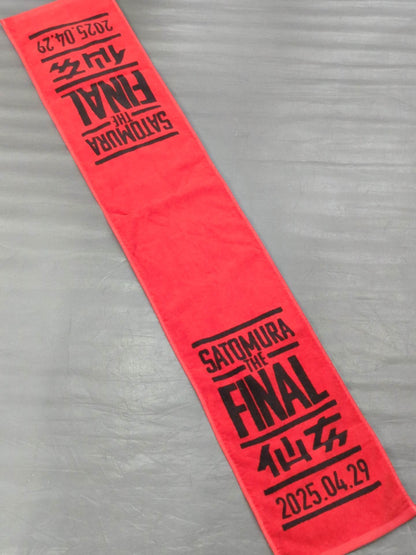 SATOMURA
THE
FINAL
仙女
2025.04.29
SATOMURA
THE
FINAL
仙女
2025.04.29